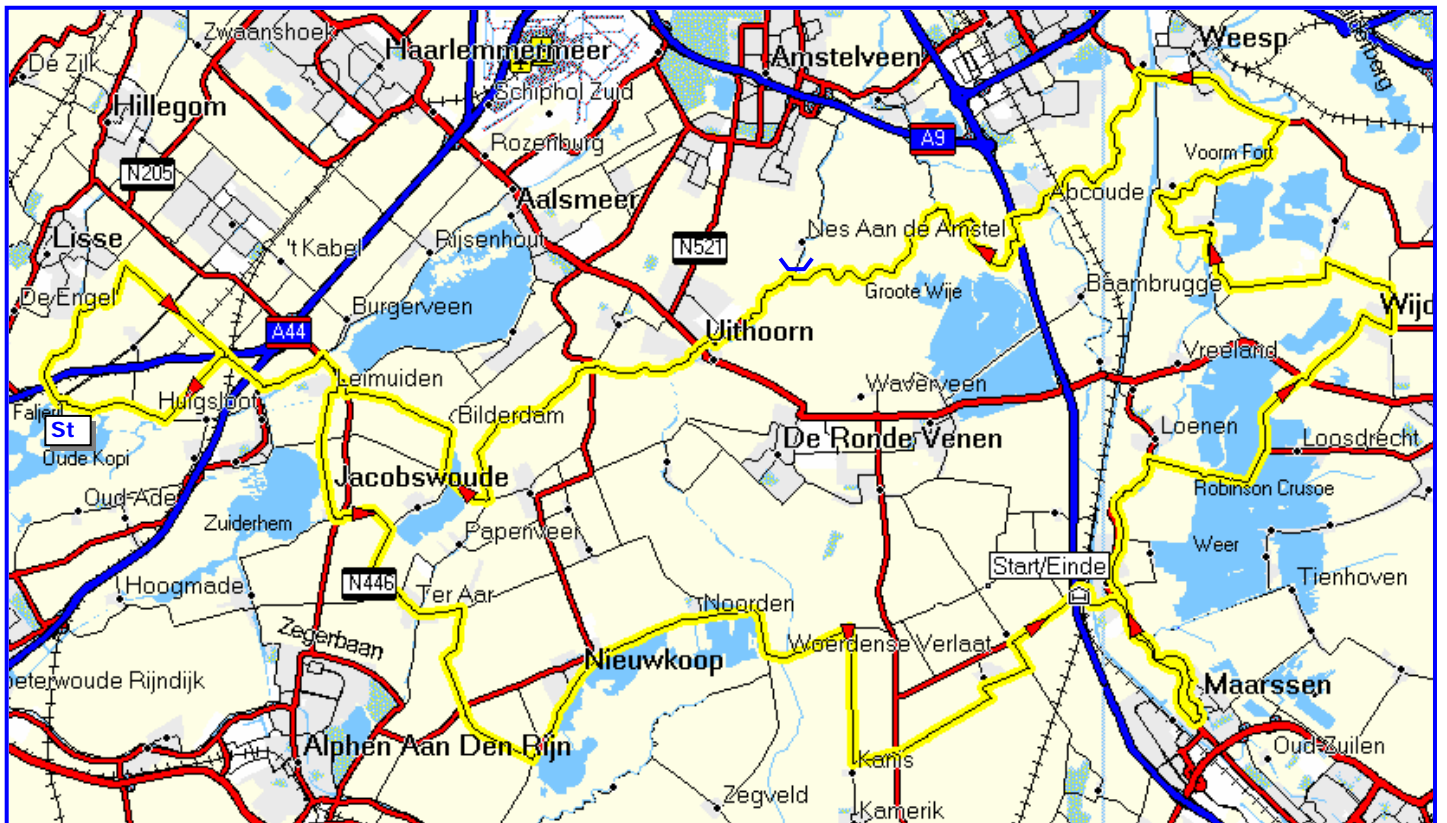 Zwaanshoek
De Zilk
Haarlemmermeer
Amstelveen
Weesp
Schiphol Zuid
Hillegom
Rozenburg
A9
Voorm Fort
N205
Aalsmeer
Abcoude
Lisse
't Kabel
Rijsenhout
N521
Nes Aan de Amstel
De Engel
Burgerveen
Groote Wije
Baambrugge
Wijd
A44
Uithoorn
Vreeland
Leimuiden
Huigsloot
Waverveen
St
Bilderdam
Loenen
De Ronde Venen
Loosdrecht
Oude Kopi
Jacobswoude
Robinson Crusoe
Oud-Ade
Zuiderhem
Papenveer
Weer
Start/Einde
Hoogmade
N446
Ter Aar
Tienhoven
Noorden
Zegerbaan
Woerdense Verlaat
Nieuwkoop
oeterwoude Rijndijk
Maarssen
Alphen Aan Den Rijn
Oud-Zuilen
Kanis
Zegveld
Kamerik